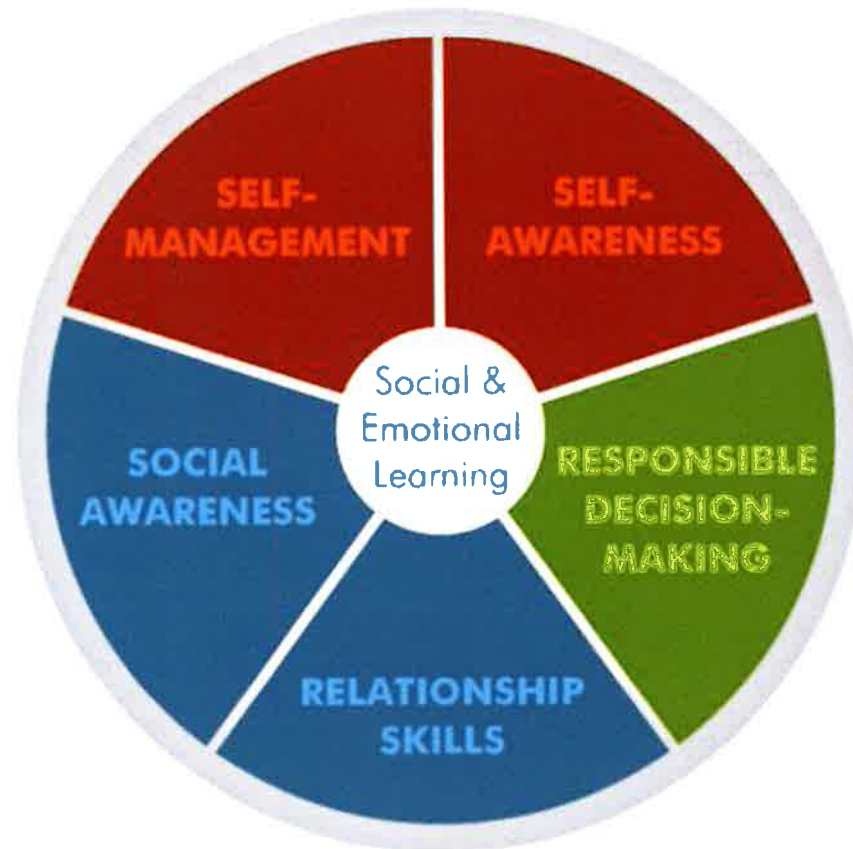 SELF-
MANAGEMENT
SELF-
AWARENESS
Social &
Emotional
Learning
SOCIAL
AWARENESS
RESPONSIBLE
DECISION-
MAKING
RELATIONSHIP
SKILLS